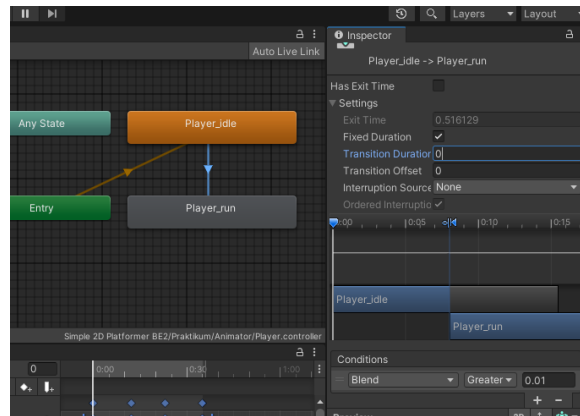 Layers
Layout
Auto Live Link
Inspector
Player_idle -> Player_run
Has Exit Time
Settings
Exit Time
0.516129
Fixed Duration
Transition Duration
0
Transition Offset
0
Interruption Source
None
Ordered Interruptio
Any State
Player_idle
Entry
Player_run
0:00
0:05
0:10
0:15
Player_idle
Player_run
Simple 2D Platformer BE2/Praktikum/Animator/Player.controller
0
0:00
0:30
1:00
Conditions
Blend
Greater
0.01